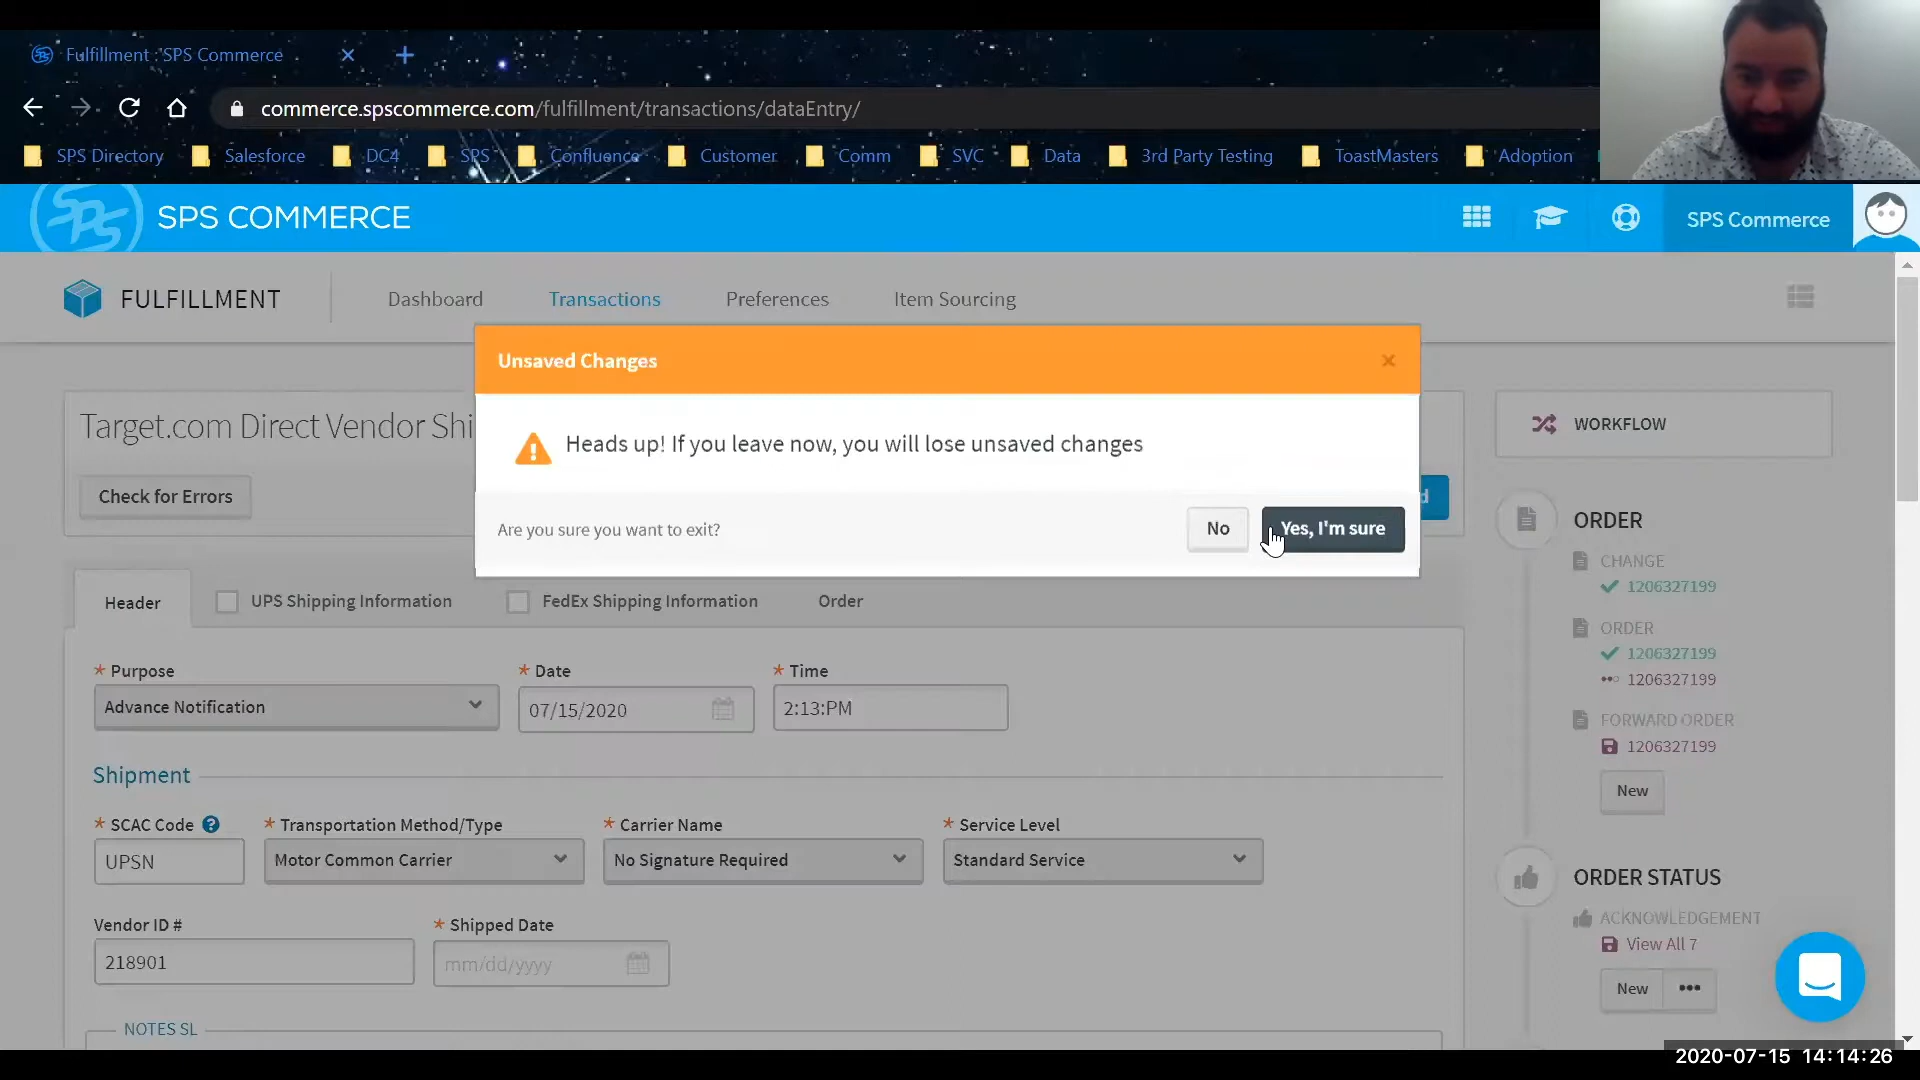 Fulfillment : SPS Commerce
commerce.spscommerce.com/fulfillment/transactions/dataEntry/
SPS Directory Salesforce DC4 SPS Confluence Customer Comm SVC Data 3rd Party Testing ToastMasters Adoption
SPS SPS COMMERCE SPS Commerce
FULFILLMENT Dashboard Transactions Preferences Item Sourcing
Unsaved Changes
Heads up! If you leave now, you will lose unsaved changes
Are you sure you want to exit? No Yes, I'm sure
Target.com Direct Vendor Shi
Check for Errors
WORKFLOW
Header UPS Shipping Information FedEx Shipping Information Order
* Purpose * Date * Time
Advance Notification 07/15/2020 2:13:PM
Shipment
* SCAC Code ? * Transportation Method/Type * Carrier Name * Service Level
UPSN Motor Common Carrier No Signature Required Standard Service
Vendor ID # * Shipped Date
218901 mm/dd/yyyy
NOTES SL
ORDER
CHANGE
1206327199
ORDER
1206327199
1206327199
FORWARD ORDER
1206327199
New
ORDER STATUS
ACKNOWLEDGEMENT
View All 7
New •••
2020-07-15 14:14:26